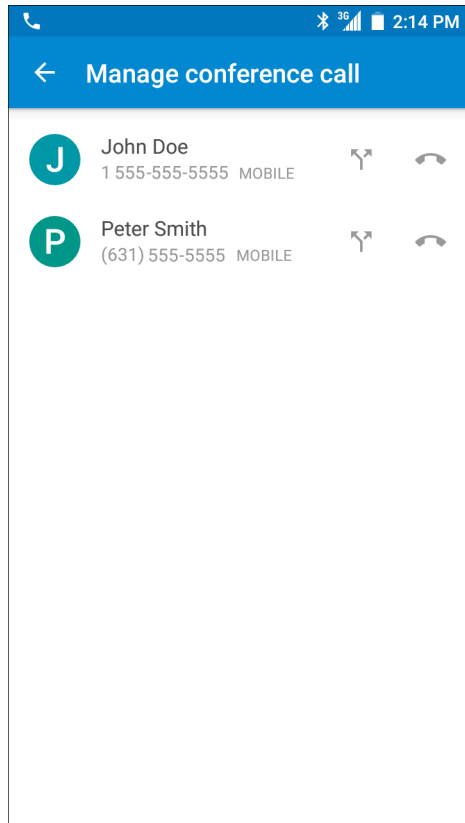 3G 2:14 PM
Manage conference call
J
John Doe
1 555-555-5555 MOBILE
P
Peter Smith
(631) 555-5555 MOBILE